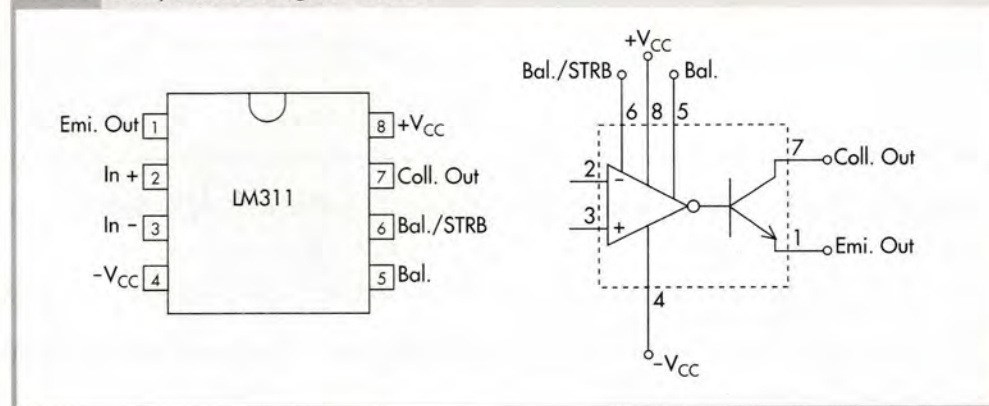 Emi. Out 1
In + 2
In - 3
-VCC 4
LM311
8 +VCC
7 Coll. Out
6 Bal./STRB
5 Bal.
+VCC
Bal./STRB
Bal.
6 8 5
2 -
3 +
7 Coll. Out
1 Emi. Out
4
-VCC